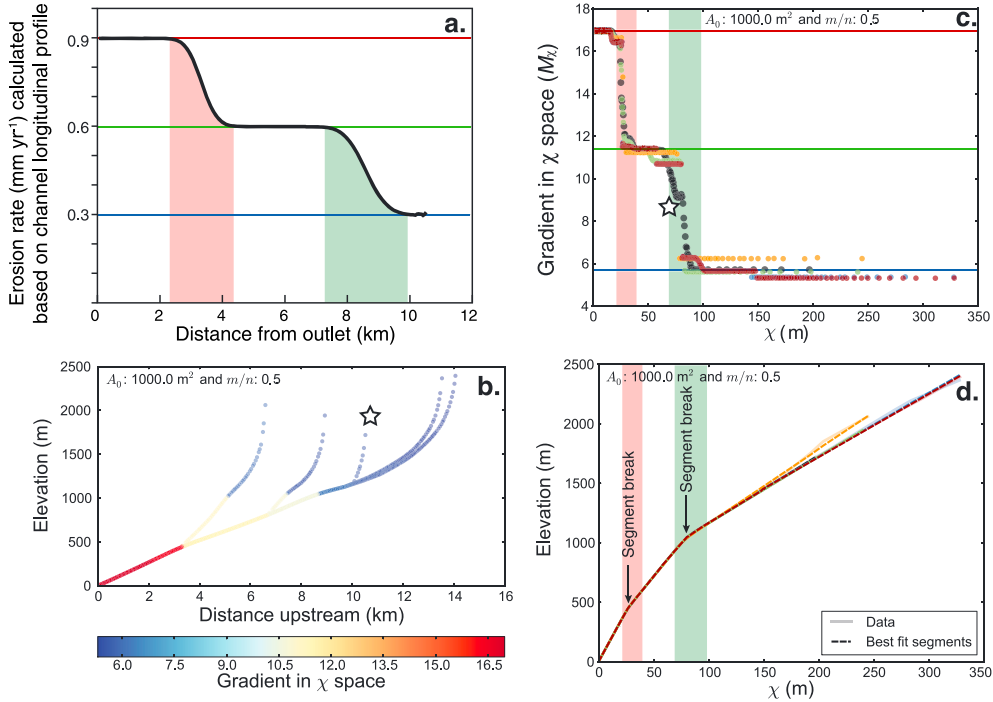 a.
Erosion rate (mm yr⁻¹) calculated
based on channel longitudinal profile
0.9
0.6
0.3
0 2 4 6 8 10 12
Distance from outlet (km)
c.
A₀: 1000.0 m² and m/n: 0.5
Gradient in χ space (Mχ)
18
16
14
12
10
8
6
4
0 50 100 150 200 250 300 350
χ (m)
b.
A₀: 1000.0 m² and m/n: 0.5
Elevation (m)
2500
2000
1500
1000
500
0
0 2 4 6 8 10 12 14 16
Distance upstream (km)
6.0 7.5 9.0 10.5 12.0 13.5 15.0 16.5
Gradient in χ space
d.
A₀: 1000.0 m² and m/n: 0.5
Elevation (m)
2500
2000
1500
1000
500
0
Segment break
Segment break
Data
Best fit segments
0 50 100 150 200 250 300 350
χ (m)